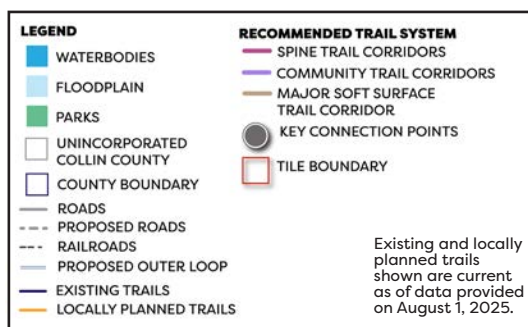 LEGEND
WATERBODIES
FLOODPLAIN
PARKS
UNINCORPORATED
COLLIN COUNTY
COUNTY BOUNDARY
ROADS
PROPOSED ROADS
RAILROADS
PROPOSED OUTER LOOP
EXISTING TRAILS
LOCALLY PLANNED TRAILS
RECOMMENDED TRAIL SYSTEM
SPINE TRAIL CORRIDORS
COMMUNITY TRAIL CORRIDORS
MAJOR SOFT SURFACE
TRAIL CORRIDOR
KEY CONNECTION POINTS
TILE BOUNDARY
Existing and locally
planned trails
shown are current
as of data provided
on August 1, 2025.